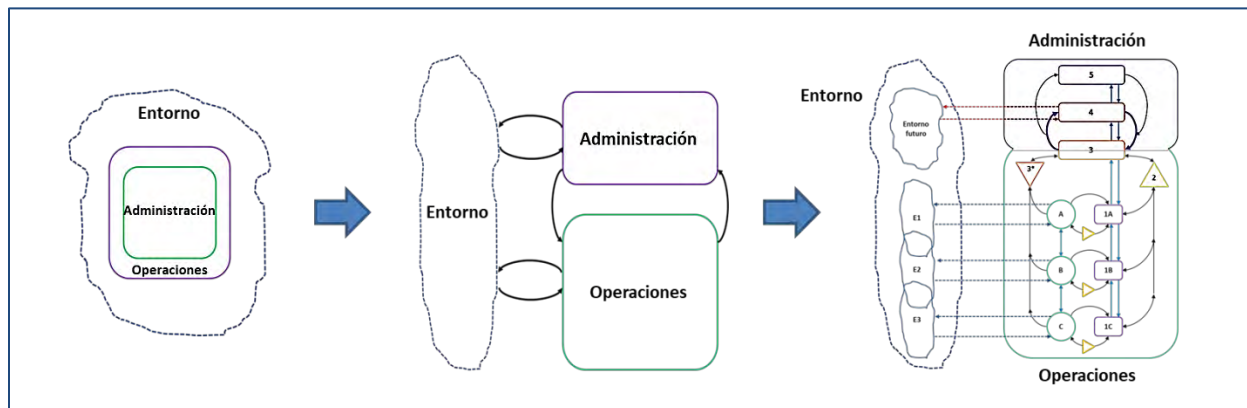 Entorno
Administración
Operaciones
Entorno
Administración
Operaciones
Administración
5
Entorno
4
Entorno
futuro
3
3*
2
E1
A
1A
E2
B
1B
E3
C
1C
Operaciones